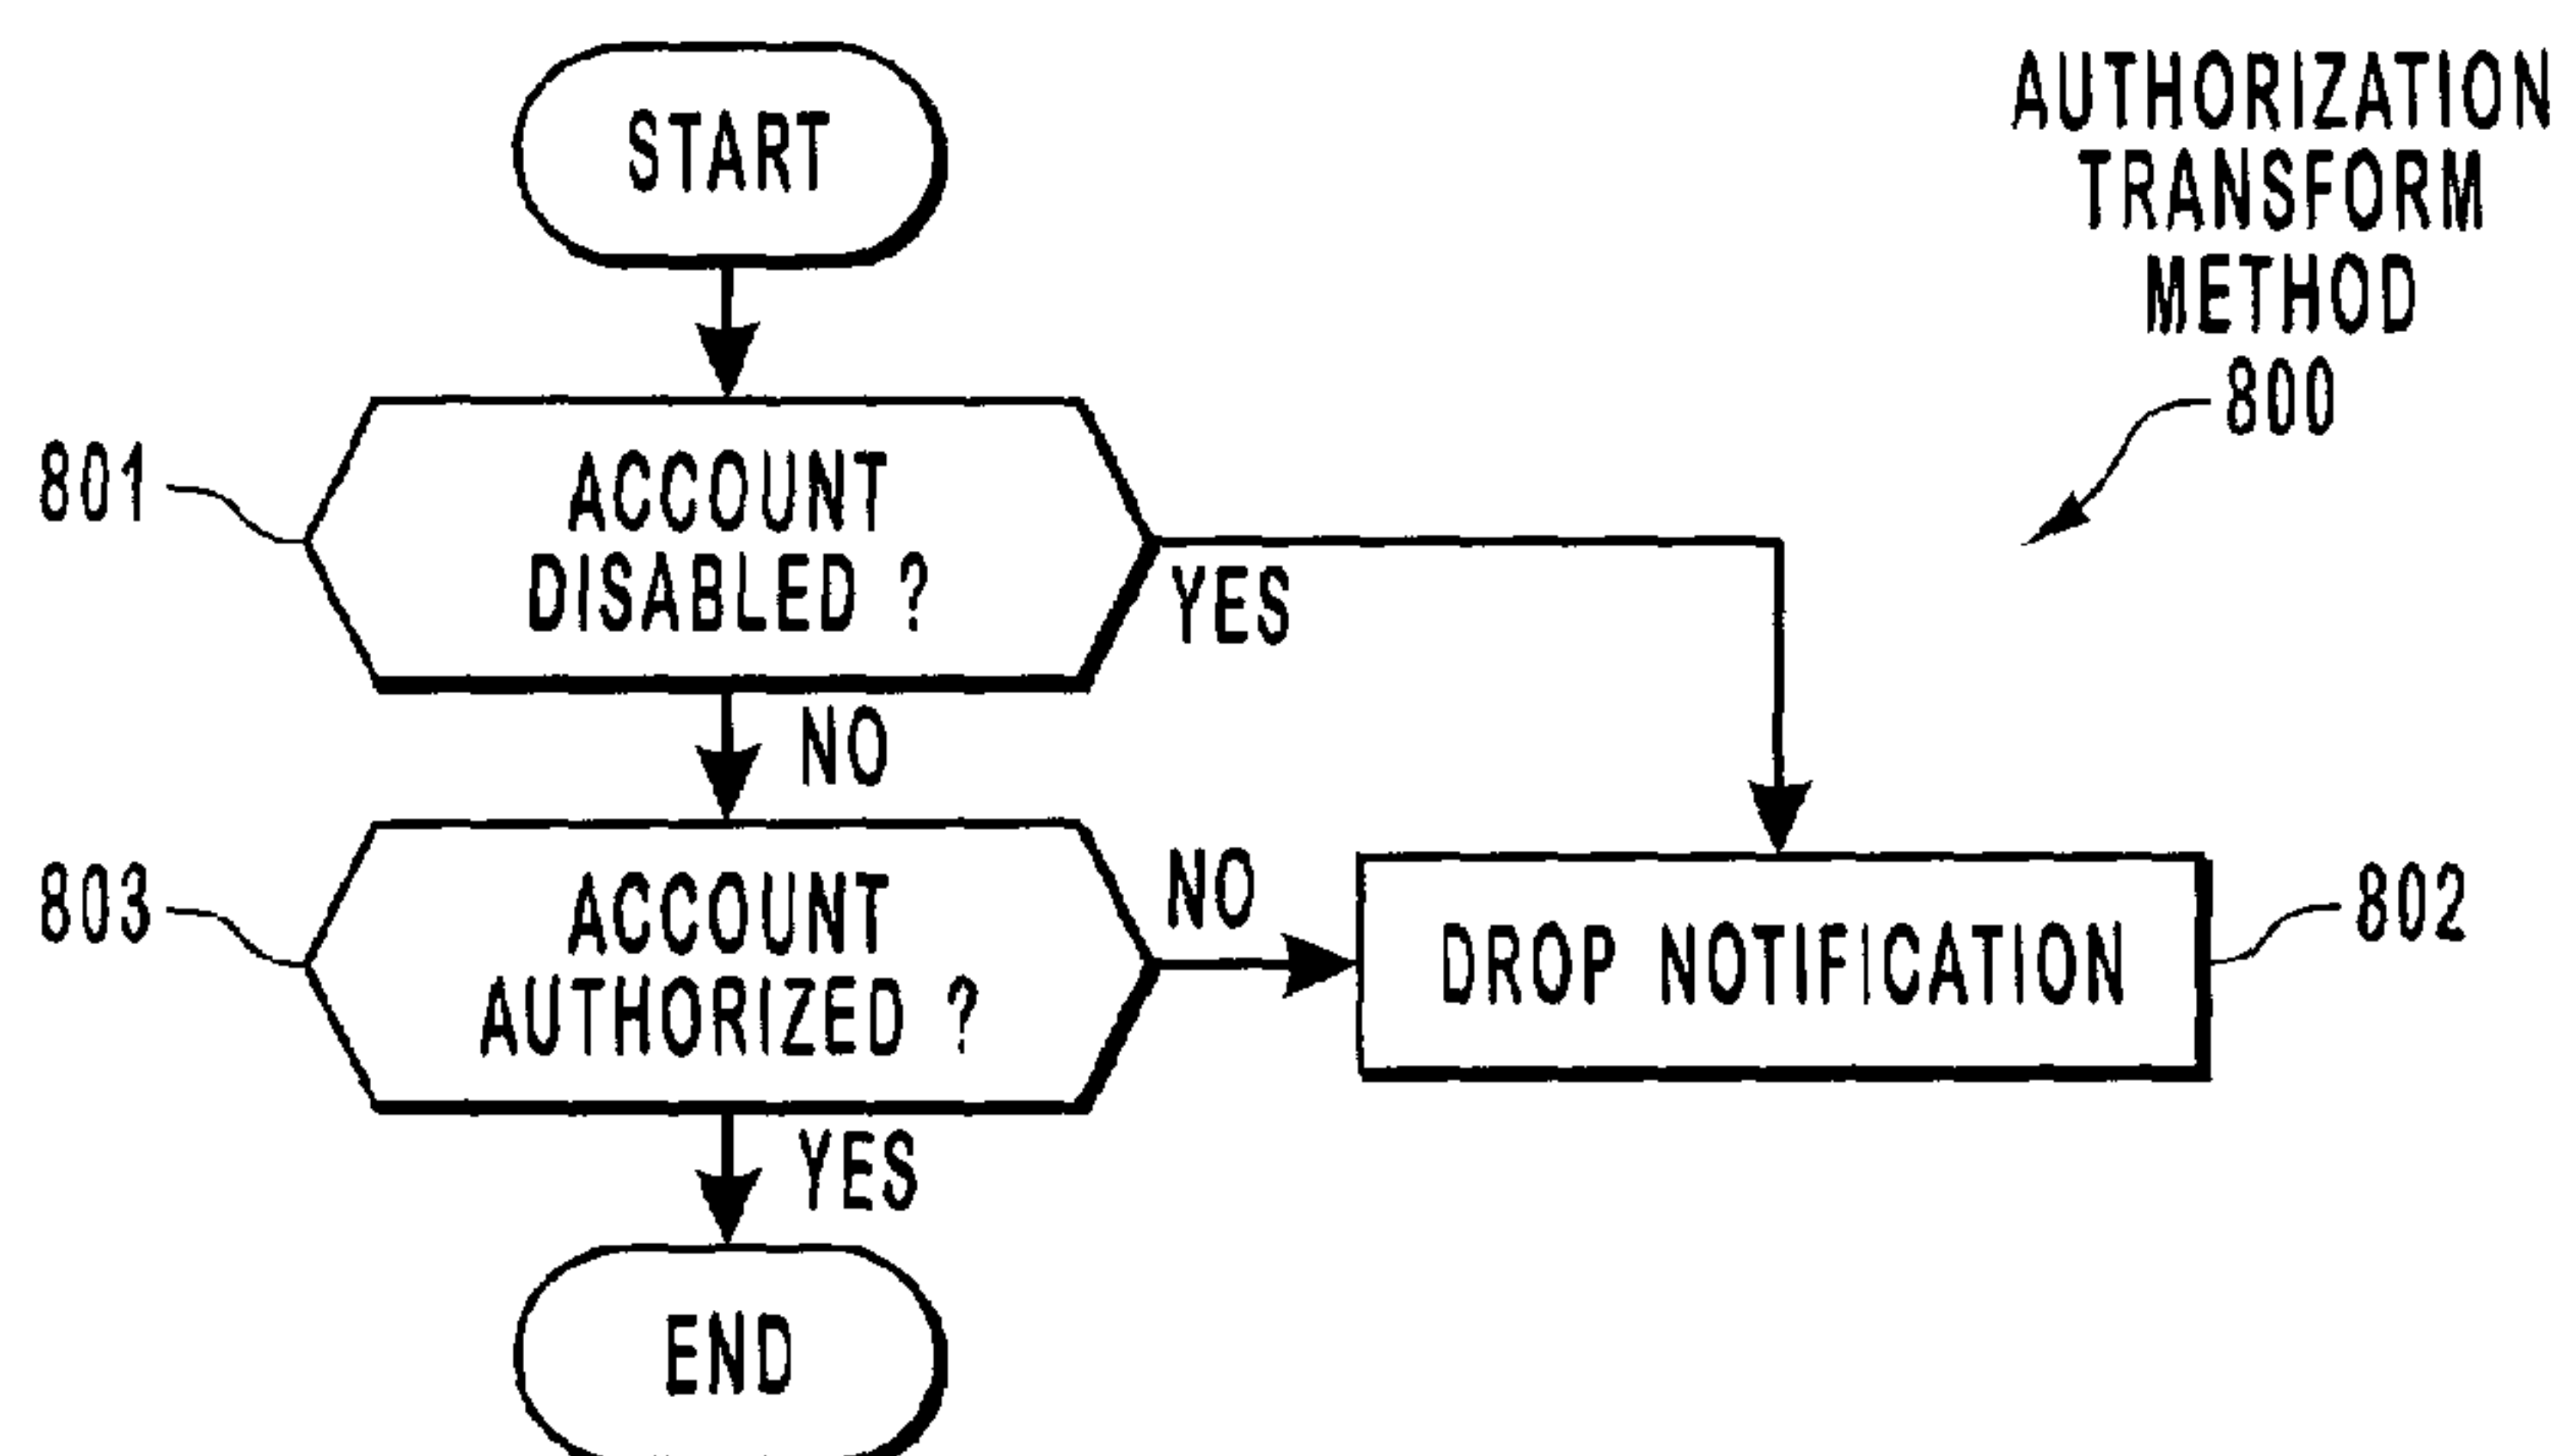 START
AUTHORIZATION
TRANSFORM
METHOD
800
801
ACCOUNT
DISABLED ?
YES
NO
803
ACCOUNT
AUTHORIZED ?
NO
DROP NOTIFICATION
802
YES
END